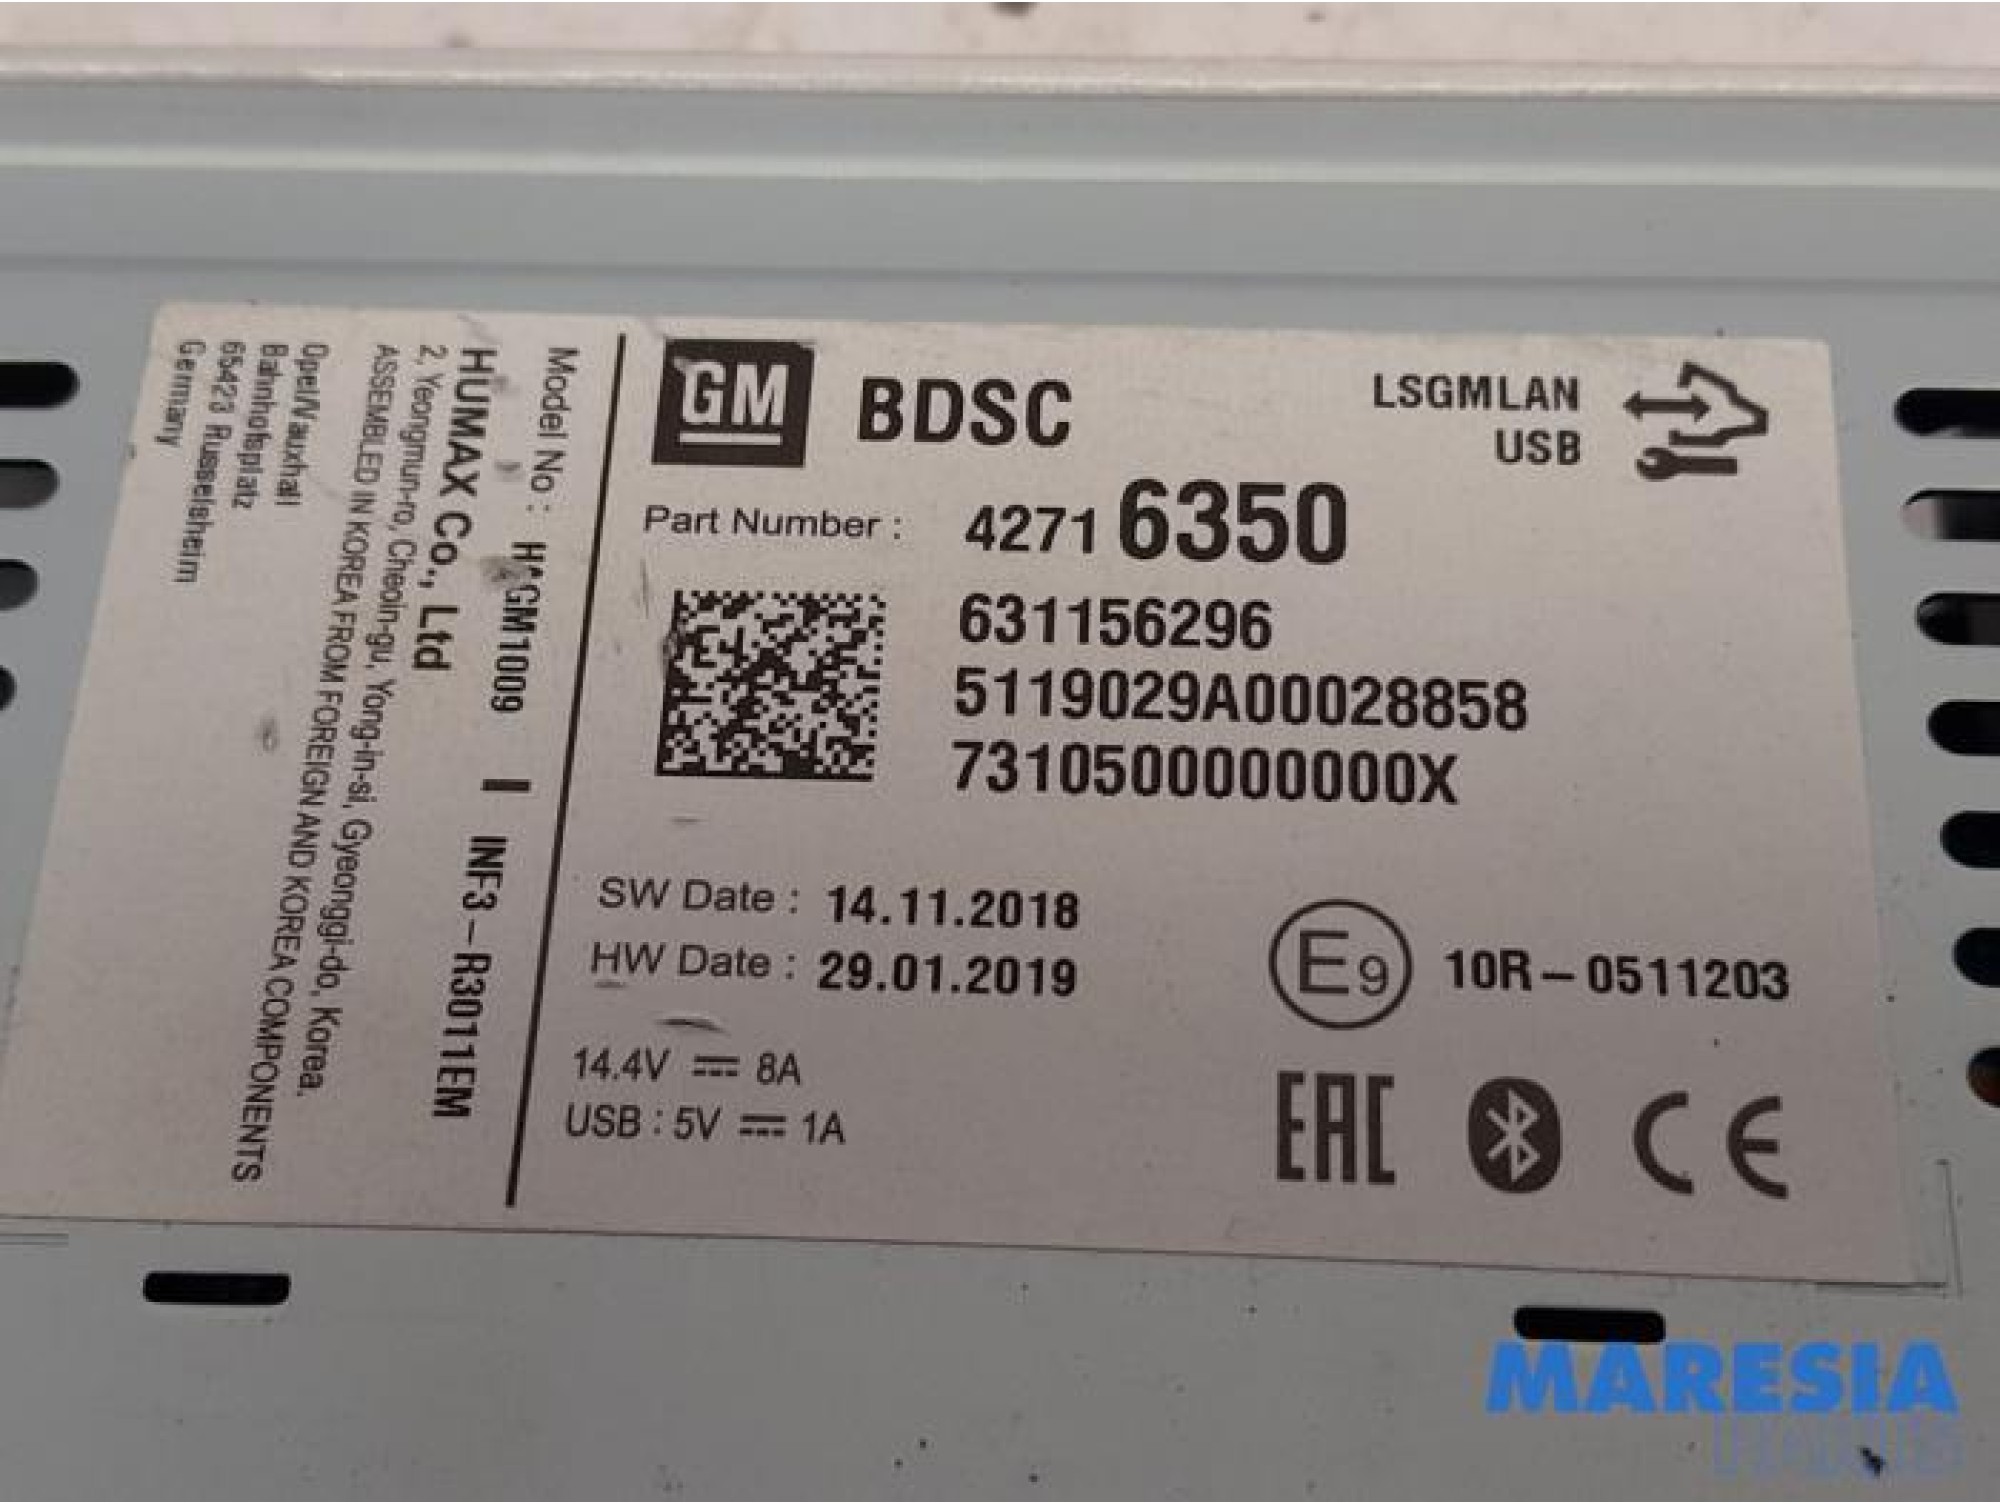 GM
BDSC
LSGMLAN
USB
Part Number : 42716350
631156296
5119029A00028858
7310500000000X
SW Date : 14.11.2018
HW Date : 29.01.2019
14.4V 8A
USB : 5V 1A
E9 10R-0511203
EAC
CE
Model No :
INF3-R3011EM
HUMAX Co., Ltd
2, Yeongmun-ro, Cheoin-gu, Yong-in-si, Gyeonggi-do, Korea.
ASSEMBLED IN KOREA FROM FOREIGN AND KOREA COMPONENTS
Opel/Vauxhall
Bahnhofsplatz
65423 Russelsheim
Germany
MARESIA
PARTS